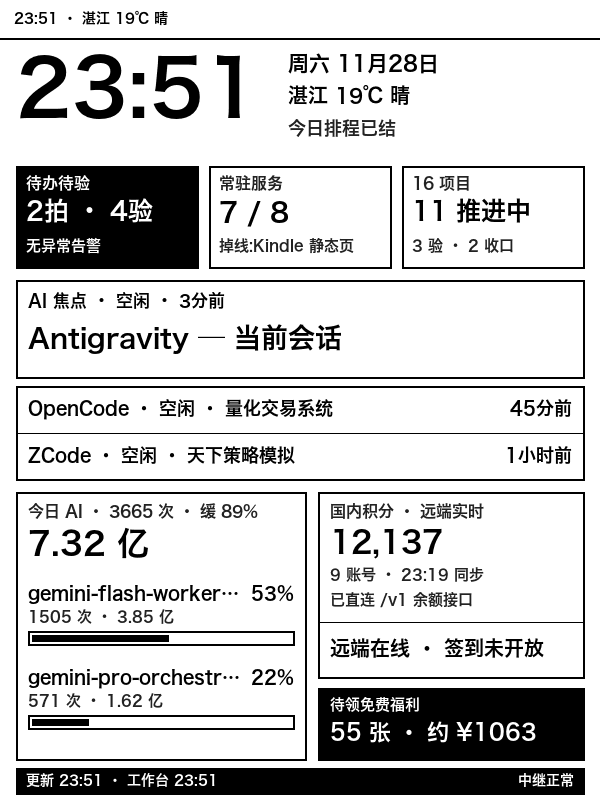 23:51 · 湛江 19℃ 晴
23:51
周六 11月28日
湛江 19℃ 晴
今日排程已结
待办待验
2拍 · 4验
无异常告警
常驻服务
7 / 8
掉线:Kindle 静态页
16 项目
11 推进中
3 验 · 2 收口
AI 焦点 · 空闲 · 3分前
Antigravity — 当前会话
OpenCode · 空闲 · 量化交易系统 45分前
ZCode · 空闲 · 天下策略模拟 1小时前
今日 AI · 3665 次 · 缓 89%
7.32 亿
gemini-flash-worker… 53%
1505 次 · 3.85 亿
gemini-pro-orchestr… 22%
571 次 · 1.62 亿
国内积分 · 远端实时
12,137
9 账号 · 23:19 同步
已直连 /v1 余额接口
远端在线 · 签到未开放
待领免费福利
55 张 · 约 ¥1063
更新 23:51 · 工作台 23:51 中继正常